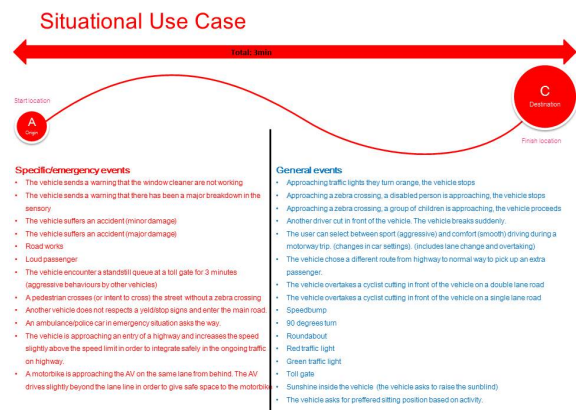 Situational Use Case
Total: 1min
Start location
A
Origin
C
Destination
Finish location
Specific/emergency events
• The vehicle sends a warning that the window cleaner are not working
• The vehicle sends a warning that there has been a major breakdown in the
sensory
• The vehicle suffers an accident (minor damage)
• The vehicle suffers an accident (major damage)
• Road works
• Loud passenger
• The vehicle encounter a standstill queue at a toll gate for 3 minutes
(aggressive behaviours by other vehicles)
• A pedestrian crosses (or intent to cross) the street without a zebra crossing
• Another vehicle does not respects a yeld/stop signs and enter the main road.
• An ambulance/police car in emergency situation asks the way.
• The vehicle is approaching an entry of a highway and increases the speed
slightly above the speed limit in order to integrate safely in the ongoing traffic
on highway.
• A motorbike is approaching the AV on the same lane from behind. The AV
drives slightly beyond the lane line in order to give safe space to the motorbike
General events
• Approaching traffic lights they turn orange, the vehicle stops
• Approaching a zebra crossing, a disabled person is approaching, the vehicle stops
• Approaching a zebra crossing, a group of children is approaching, the vehicle proceeds
• Another driver cut in front of the vehicle. The vehicle breaks suddenly.
• The user can select between sport (aggressive) and comfort (smooth) driving during a
motorway trip. (changes in car settings). (includes lane change and overtaking)
• The vehicle chose a different route from highway to normal way to pick up an extra
passenger.
• The vehicle overtakes a cyclist cutting in front of the vehicle on a double lane road
• The vehicle overtakes a cyclist cutting in front of the vehicle on a single lane road
• Speedbump
• 90 degrees turn
• Roundabout
• Red traffic light
• Green traffic light
• Toll gate
• Sunshine inside the vehicle (the vehicle asks to raise the sunblind)
• The vehicle asks for preffered sitting position based on activity.